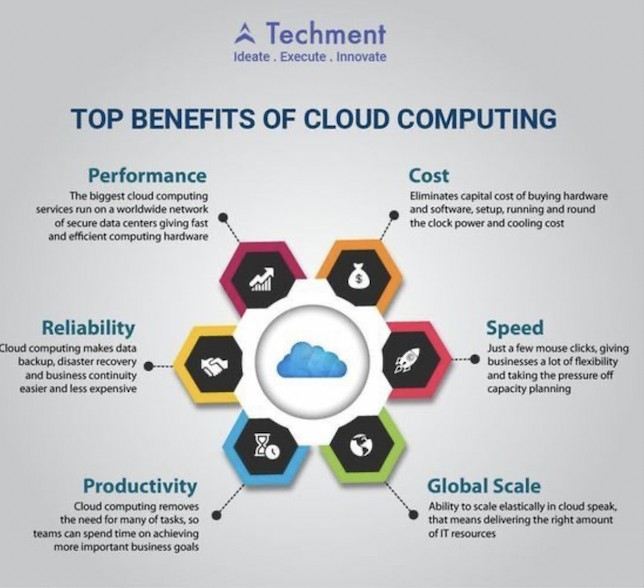 Techment
Ideate . Execute . Innovate
TOP BENEFITS OF CLOUD COMPUTING
Performance
The biggest cloud computing
services run on a worldwide network
of secure data centers giving fast
and efficient computing hardware
Cost
Eliminates capital cost of buying hardware
and software, setup, running and round
the clock power and cooling cost
Reliability
Cloud computing makes data
backup, disaster recovery
and business continuity
easier and less expensive
Speed
Just a few mouse clicks, giving
businesses a lot of flexibility
and taking the pressure off
capacity planning
Productivity
Cloud computing removes
the need for many of tasks, so
teams can spend time on achieving
more important business goals
Global Scale
Ability to scale elastically in cloud speak,
that means delivering the right amount
of IT resources